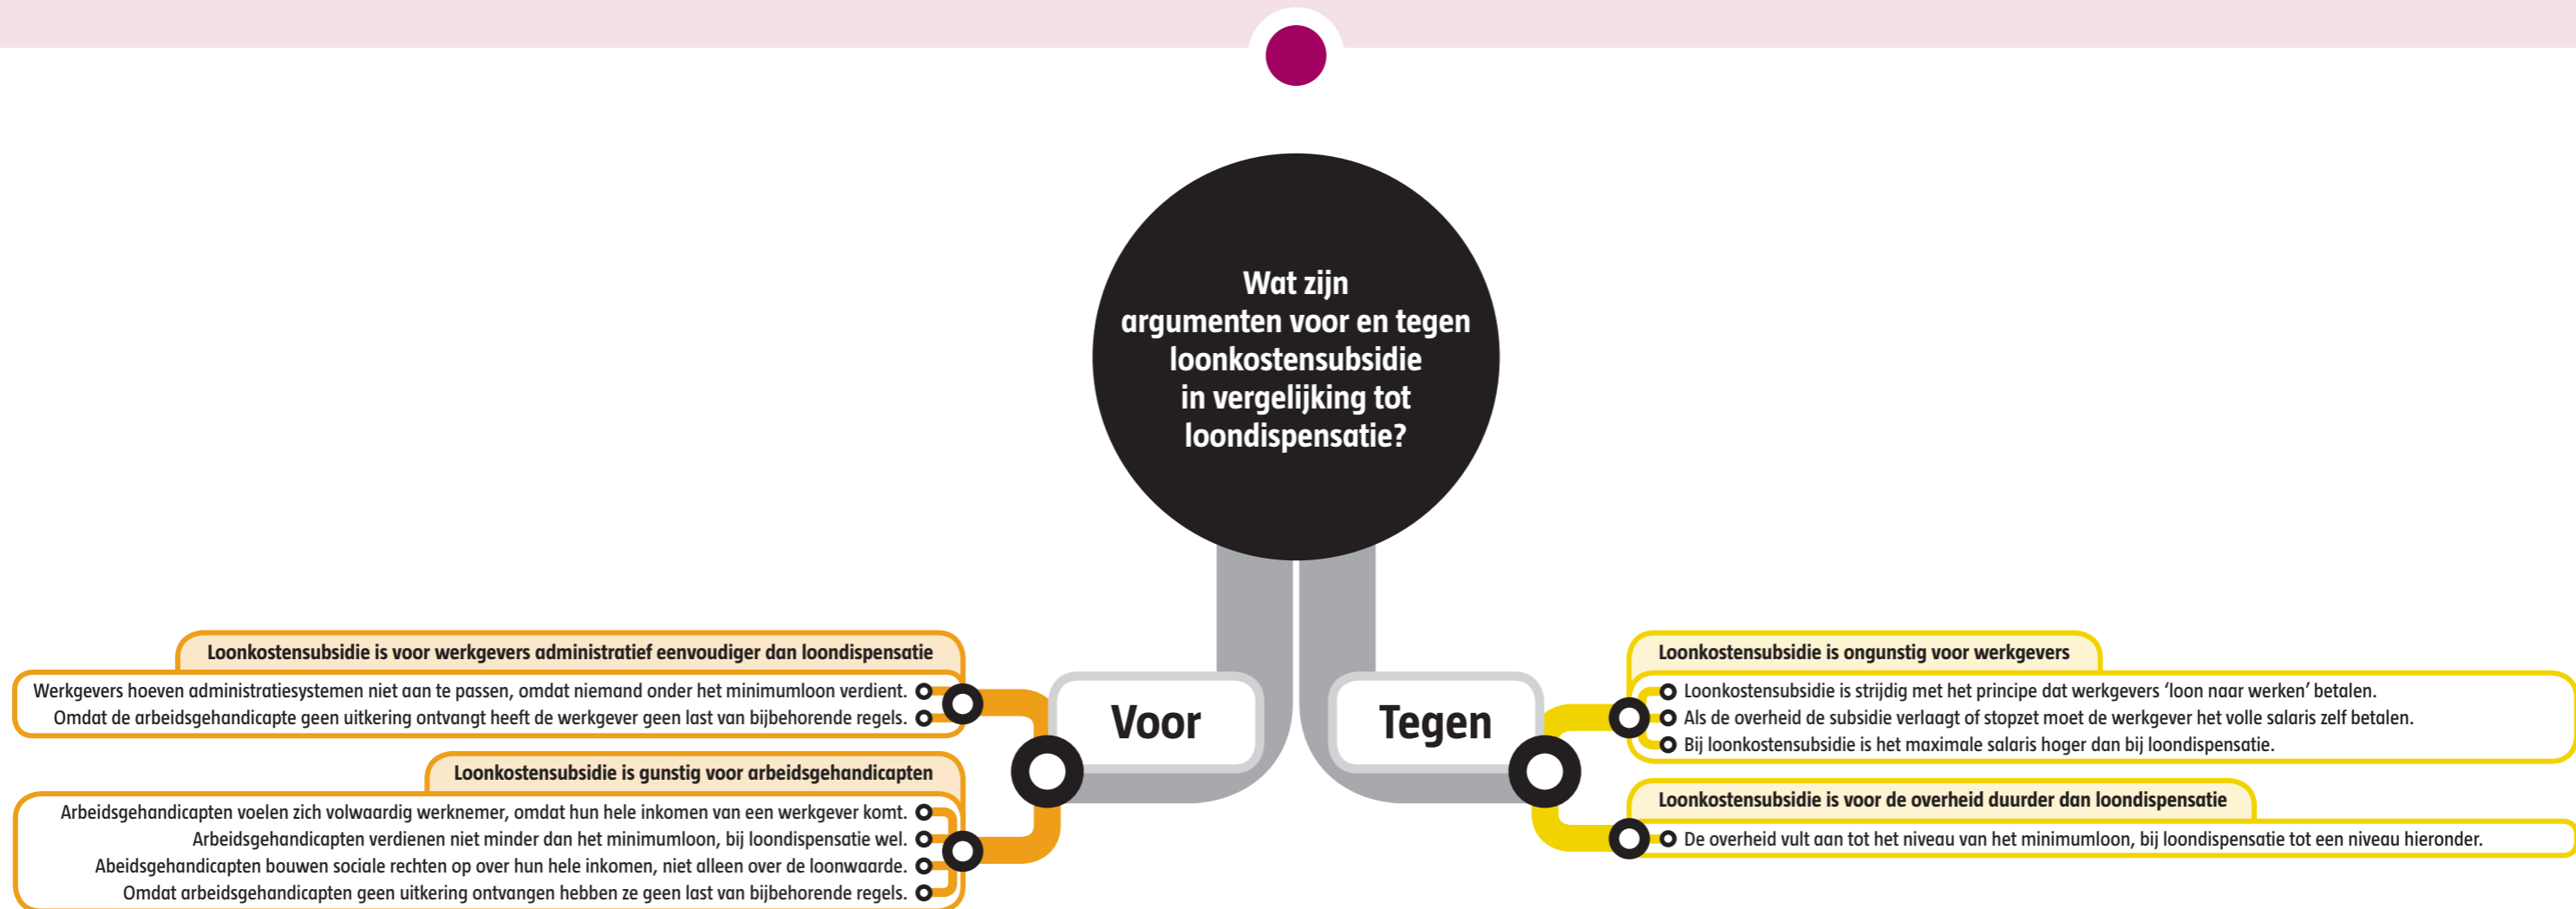 Wat zijn
argumenten voor en tegen
loonkostensubsidie
in vergelijking tot
loondispensatie?
Voor
Loonkostensubsidie is voor werkgevers administratief eenvoudiger dan loondispensatie
Werkgevers hoeven administratiesystemen niet aan te passen, omdat niemand onder het minimumloon verdient.
Omdat de arbeidsgehandicapte geen uitkering ontvangt heeft de werkgever geen last van bijbehorende regels.
Loonkostensubsidie is gunstig voor arbeidsgehandicapten
Arbeidsgehandicapten voelen zich volwaardig werknemer, omdat hun hele inkomen van een werkgever komt.
Arbeidsgehandicapten verdienen niet minder dan het minimumloon, bij loondispensatie wel.
Abeidsgehandicapten bouwen sociale rechten op over hun hele inkomen, niet alleen over de loonwaarde.
Omdat arbeidsgehandicapten geen uitkering ontvangen hebben ze geen last van bijbehorende regels.
Tegen
Loonkostensubsidie is ongunstig voor werkgevers
Loonkostensubsidie is strijdig met het principe dat werkgevers ‘loon naar werken’ betalen.
Als de overheid de subsidie verlaagt of stopzet moet de werkgever het volle salaris zelf betalen.
Bij loonkostensubsidie is het maximale salaris hoger dan bij loondispensatie.
Loonkostensubsidie is voor de overheid duurder dan loondispensatie
De overheid vult aan tot het niveau van het minimumloon, bij loondispensatie tot een niveau hieronder.